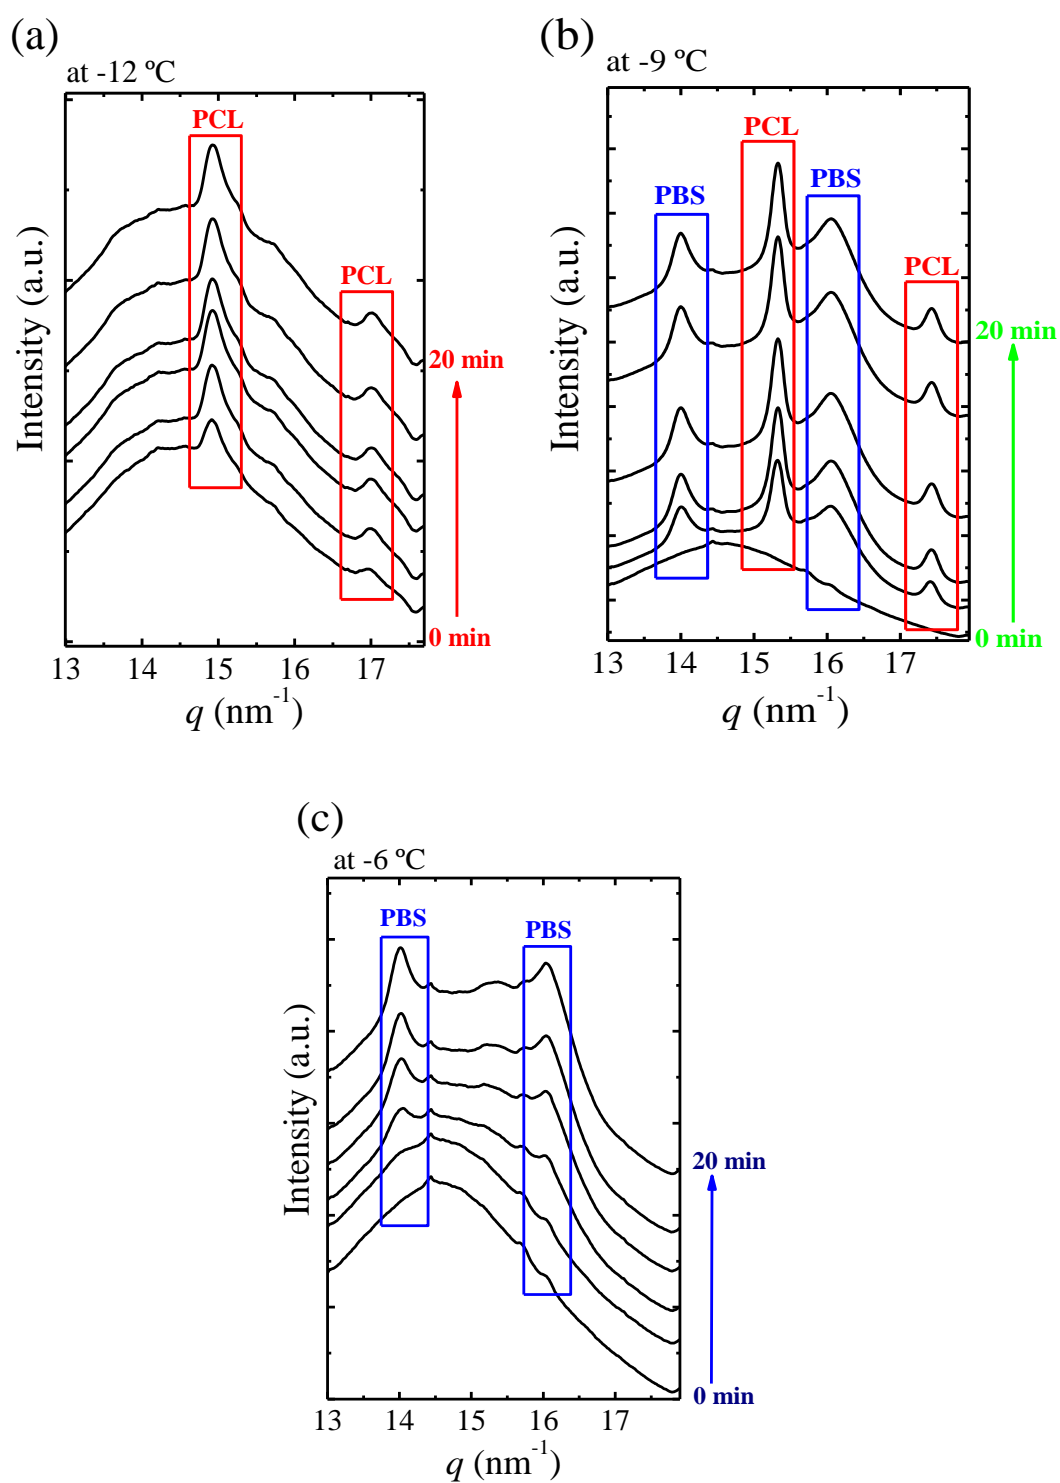 (a)
at -12 ºC
PCL
PCL
Intensity (a.u.)
20 min
0 min
13 14 15 16 17
q (nm-1)
(b)
at -9 ºC
PBS
PCL
PBS
PCL
Intensity (a.u.)
20 min
0 min
13 14 15 16 17
q (nm-1)
(c)
at -6 ºC
PBS
PBS
Intensity (a.u.)
20 min
0 min
13 14 15 16 17
q (nm-1)